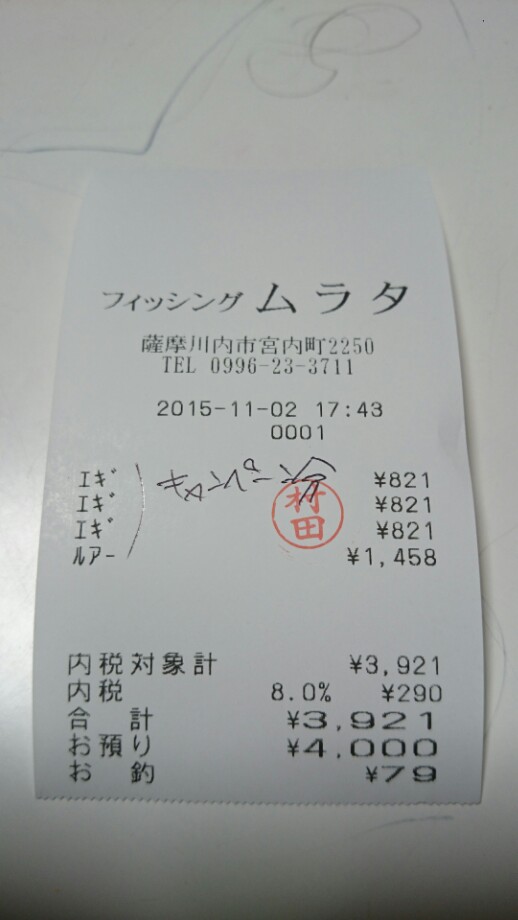 フィッシング ムラタ
薩摩川内市宮内町2250
TEL 0996-23-3711
2015-11-02 17:43
0001
ｴｷﾞ ¥821
ｴｷﾞ ¥821
ｴｷﾞ ¥821
ﾙｱｰ ¥1,458
キャンペーン分
村田
内税対象計 ¥3,921
内税 8.0% ¥290
合 計 ¥3,921
お預り ¥4,000
お 釣 ¥79